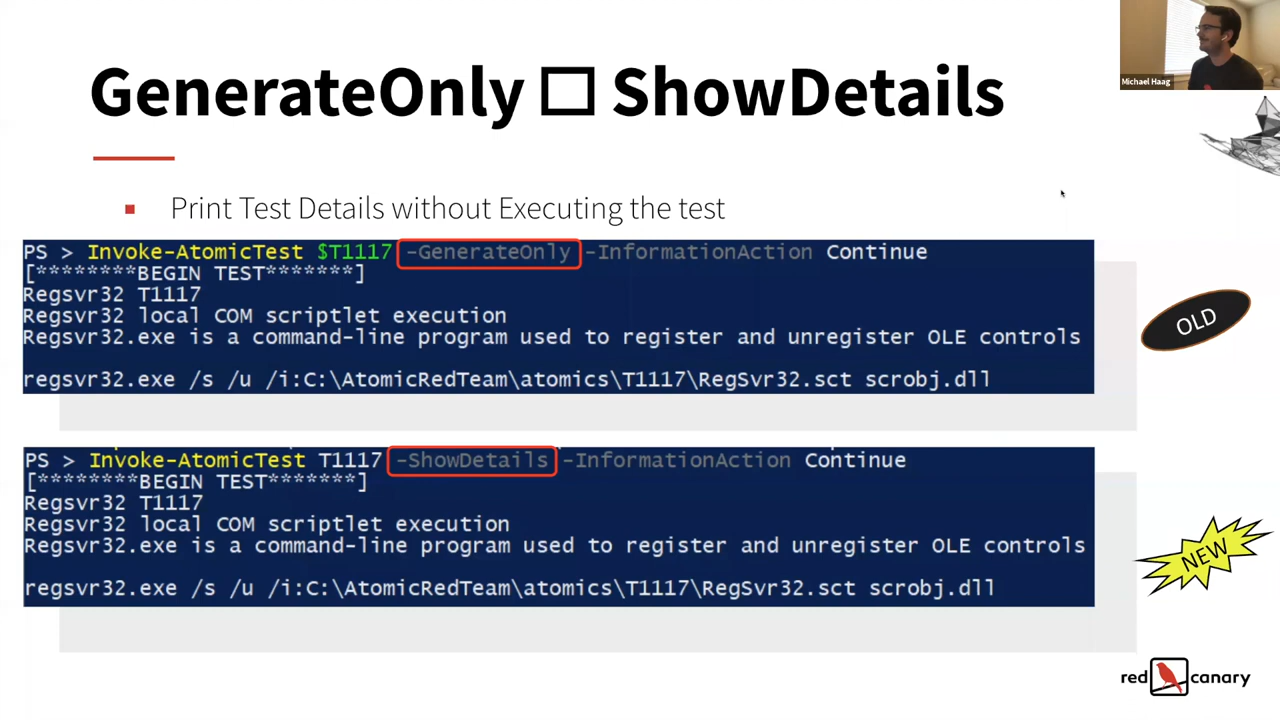 GenerateOnly □ ShowDetails
Michael Haag
▪ Print Test Details without Executing the test
PS > Invoke-AtomicTest $T1117 -GenerateOnly -InformationAction Continue
[********BEGIN TEST*******]
Regsvr32 T1117
Regsvr32 local COM scriptlet execution
Regsvr32.exe is a command-line program used to register and unregister OLE controls
regsvr32.exe /s /u /i:C:\AtomicRedTeam\atomics\T1117\RegSvr32.sct scrobj.dll
OLD
PS > Invoke-AtomicTest T1117 -ShowDetails -InformationAction Continue
[********BEGIN TEST*******]
Regsvr32 T1117
Regsvr32 local COM scriptlet execution
Regsvr32.exe is a command-line program used to register and unregister OLE controls
regsvr32.exe /s /u /i:C:\AtomicRedTeam\atomics\T1117\RegSvr32.sct scrobj.dll
NEW
red canary